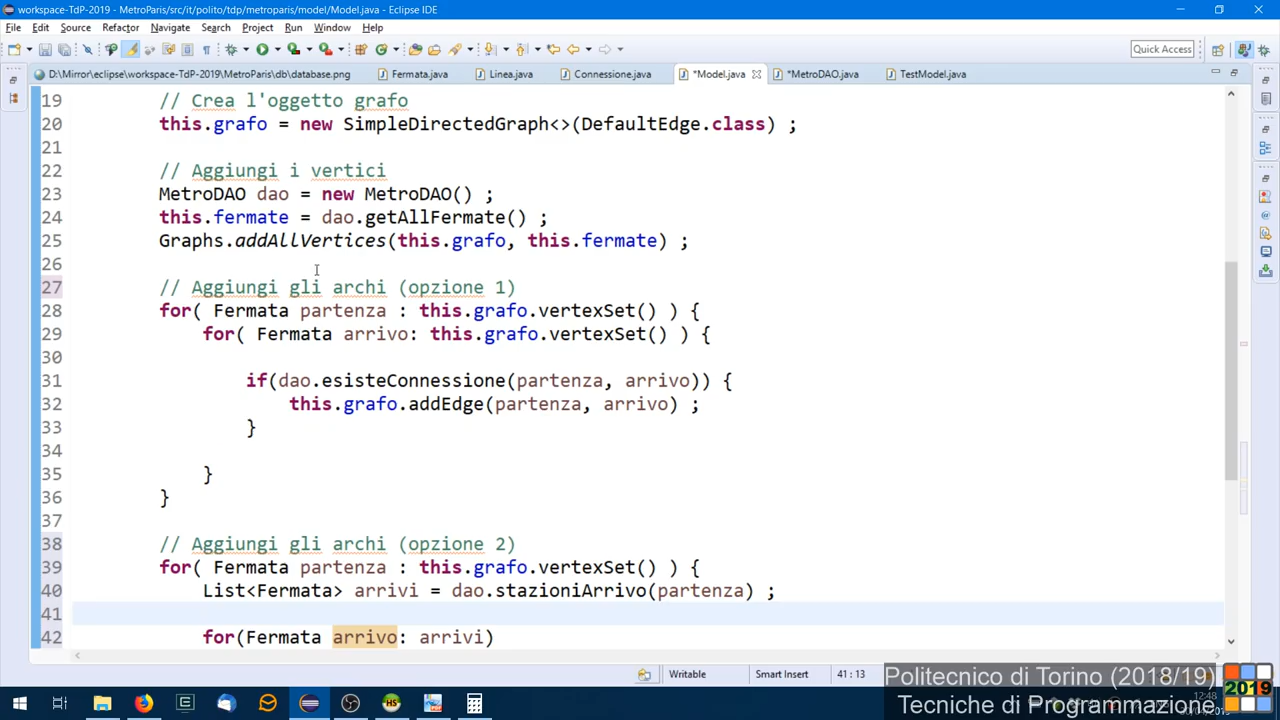 workspace-TdP-2019 - MetroParis/src/it/polito/tdp/metroparis/model/Model.java - Eclipse IDE
File Edit Source Refactor Navigate Search Project Run Window Help
Quick Access
D:\Mirror\eclipse\workspace-TdP-2019\MetroParis\db\database.png Fermata.java Linea.java Connessione.java *Model.java *MetroDAO.java TestModel.java
19 // Crea l'oggetto grafo
20 this.grafo = new SimpleDirectedGraph<>(DefaultEdge.class) ;
21
22 // Aggiungi i vertici
23 MetroDAO dao = new MetroDAO() ;
24 this.fermate = dao.getAllFermate() ;
25 Graphs.addAllVertices(this.grafo, this.fermate) ;
26
27 // Aggiungi gli archi (opzione 1)
28 for( Fermata partenza : this.grafo.vertexSet() ) {
29 for( Fermata arrivo: this.grafo.vertexSet() ) {
30
31 if(dao.esisteConnessione(partenza, arrivo)) {
32 this.grafo.addEdge(partenza, arrivo) ;
33 }
34
35 }
36 }
37
38 // Aggiungi gli archi (opzione 2)
39 for( Fermata partenza : this.grafo.vertexSet() ) {
40 List<Fermata> arrivi = dao.stazioniArrivo(partenza) ;
41
42 for(Fermata arrivo: arrivi)
Writable Smart Insert 41 : 13
Politecnico di Torino (2018/19)
Tecniche di Programmazione
2019
12:48